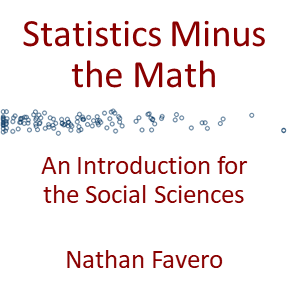 Statistics Minus
the Math
An Introduction for
the Social Sciences
Nathan Favero